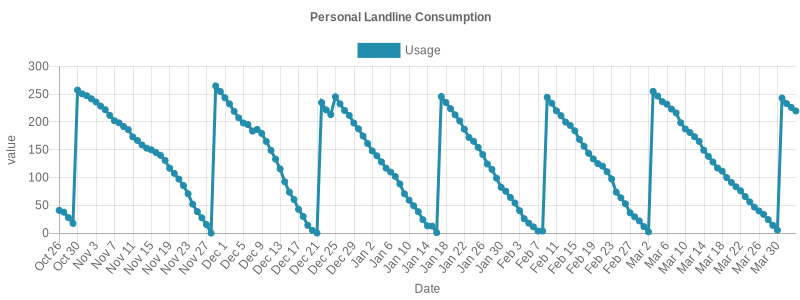 Personal Landline Consumption
Usage
300
250
200
150
100
50
0
value
Oct 26
Oct 30
Nov 3
Nov 7
Nov 11
Nov 15
Nov 19
Nov 23
Nov 27
Dec 1
Dec 5
Dec 9
Dec 13
Dec 17
Dec 21
Dec 25
Dec 29
Jan 2
Jan 6
Jan 10
Jan 14
Jan 18
Jan 22
Jan 26
Jan 30
Feb 3
Feb 7
Feb 11
Feb 15
Feb 19
Feb 23
Feb 27
Mar 2
Mar 6
Mar 10
Mar 14
Mar 18
Mar 22
Mar 26
Mar 30
Date